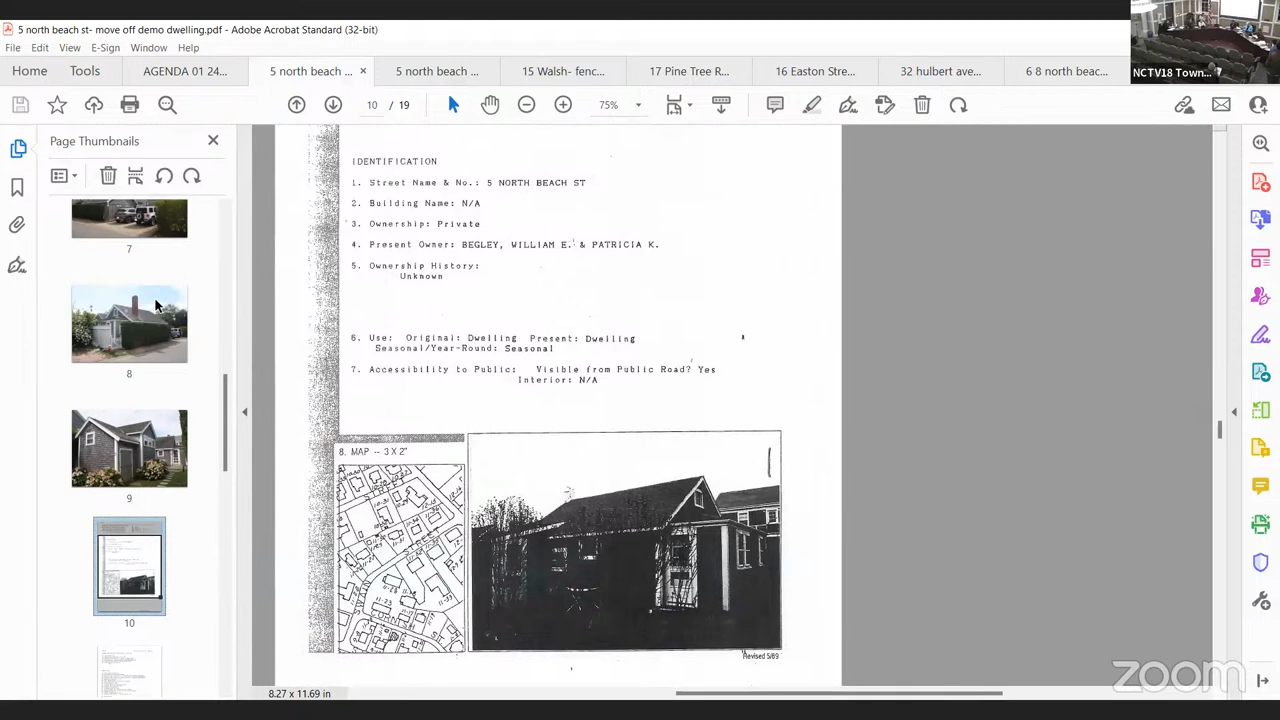 5 north beach st- move off demo dwelling.pdf - Adobe Acrobat Standard (32-bit)
File Edit View E-Sign Window Help
Home Tools AGENDA 01 24... 5 north beach ... × 5 north beach ... 15 Walsh- fenc... 17 Pine Tree R... 16 Easton Stre... 32 hulbert ave... 6 8 north beac...
NCTV18 Town...
10 / 19 75%
Page Thumbnails
7
8
9
10
IDENTIFICATION
1. Street Name & No.: 5 NORTH BEACH ST
2. Building Name: N/A
3. Ownership: Private
4. Present Owner: BEGLEY, WILLIAM E. & PATRICIA K.
5. Ownership History:
Unknown
6. Use: Original: Dwelling Present: Dwelling
Seasonal/Year-Round: Seasonal
7. Accessibility to Public: Visible from Public Road? Yes
Interior: N/A
8. MAP -- 3 X 2"
Revised 5/89
8.27 x 11.69 in
zoom